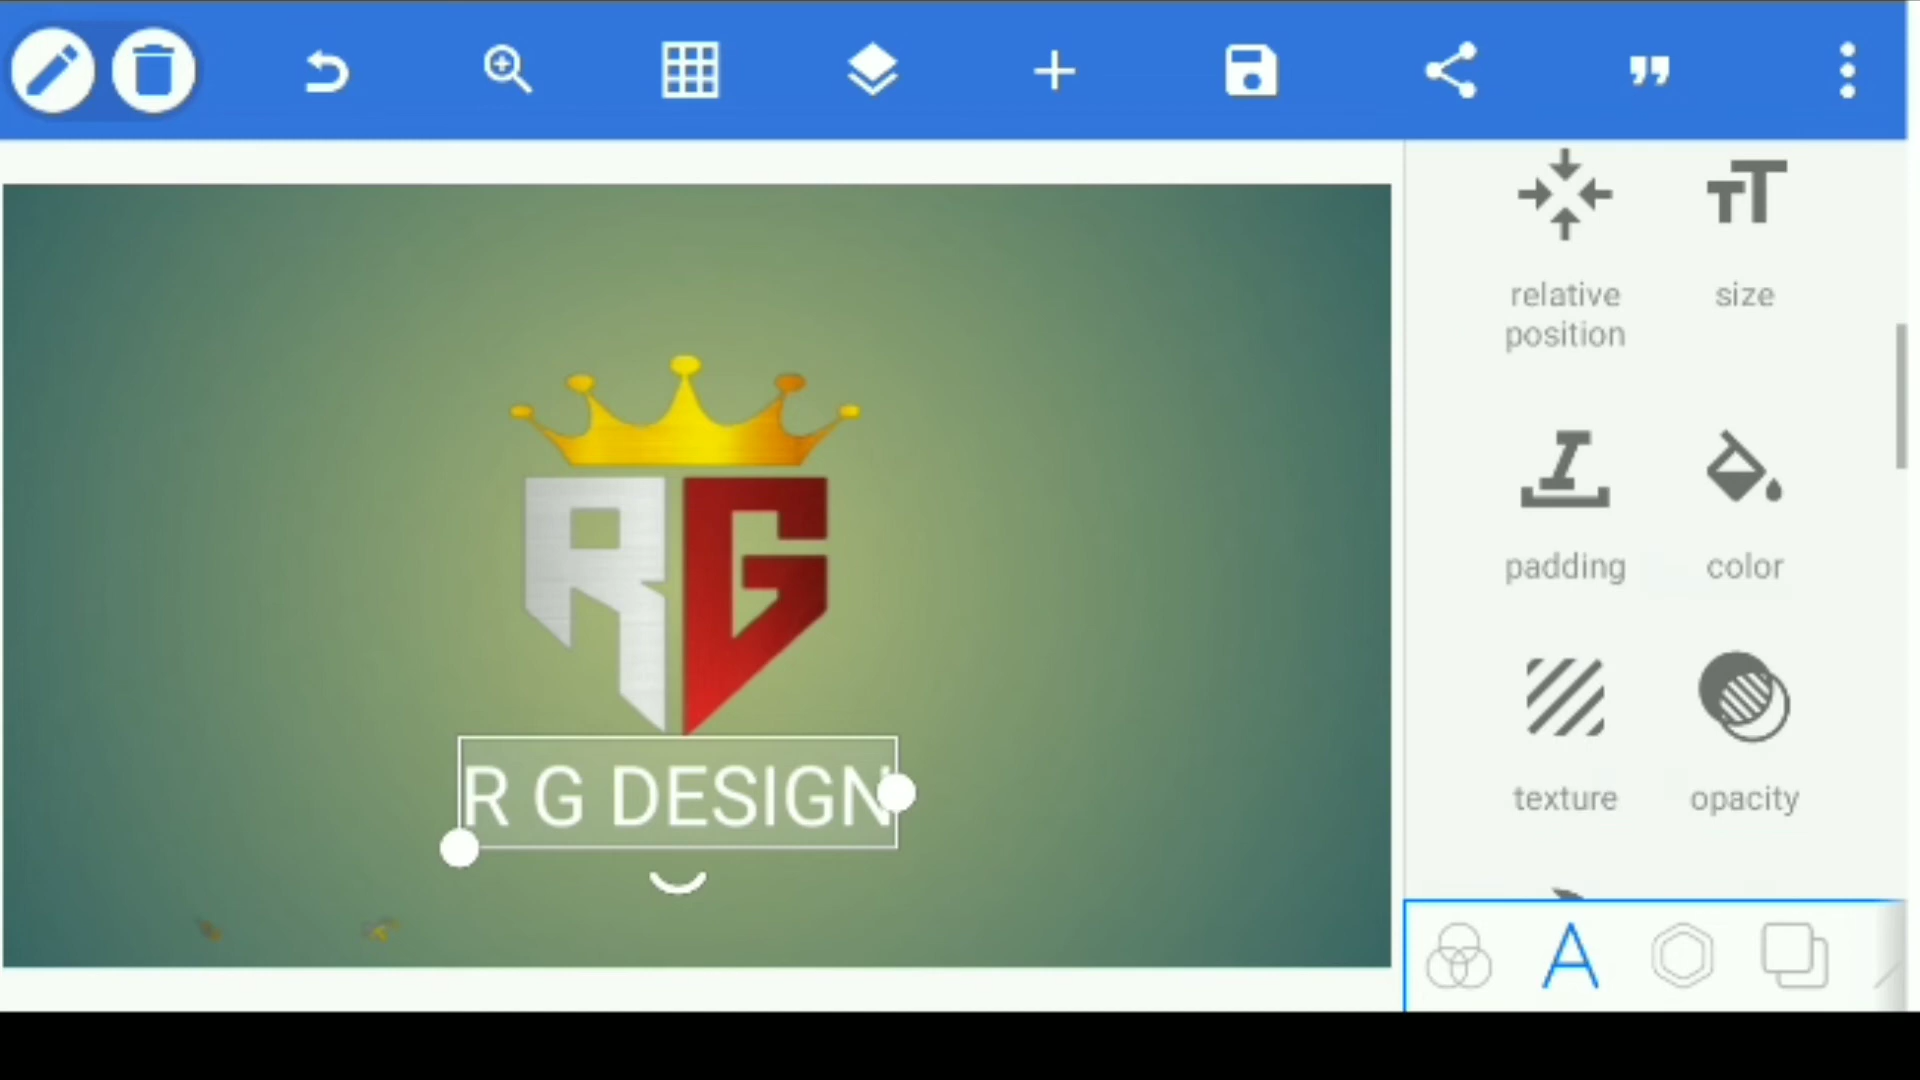 relative
position
size
padding
color
RG
R G DESIGN
texture
opacity